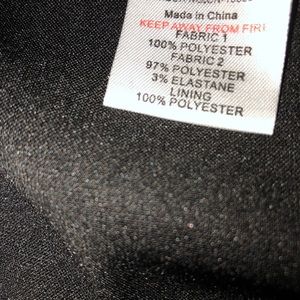 Made in China
KEEP AWAY FROM FIRE
FABRIC 1
100% POLYESTER
FABRIC 2
97% POLYESTER
3% ELASTANE
LINING
100% POLYESTER